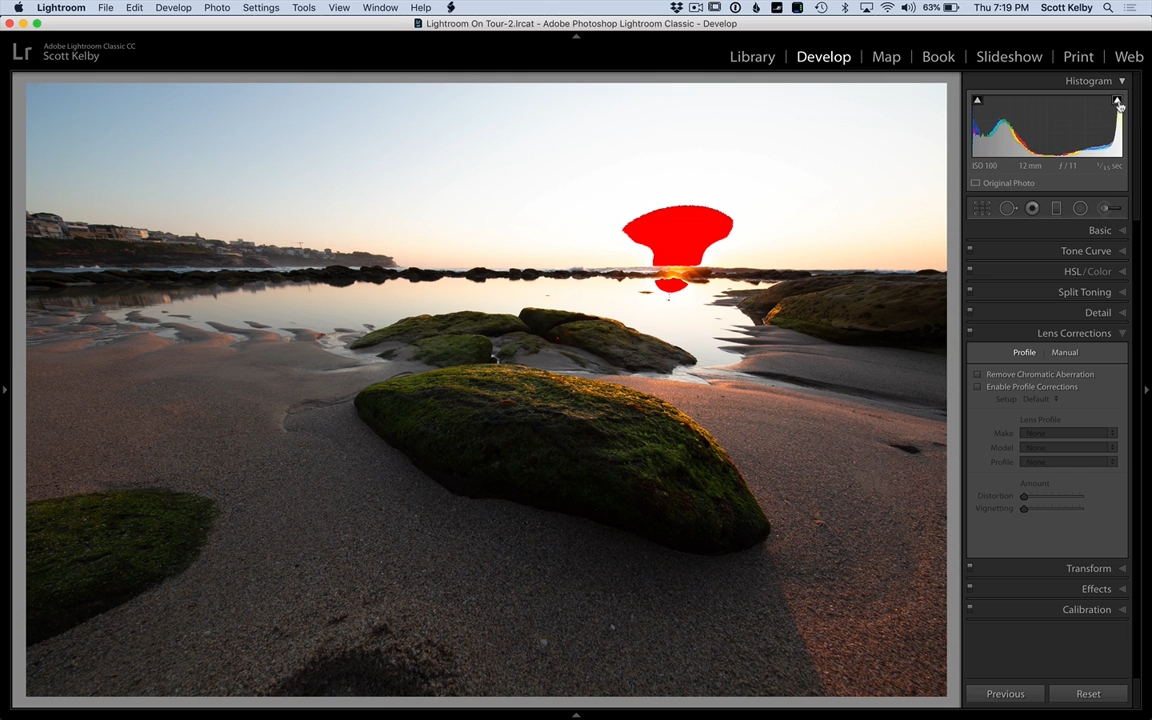 Lightroom File Edit Develop Photo Settings Tools View Window Help 63% Thu 7:19 PM Scott Kelby
Lightroom On Tour-2.lrcat - Adobe Photoshop Lightroom Classic - Develop
Lr Adobe Lightroom Classic CC
Scott Kelby
Library | Develop | Map | Book | Slideshow | Print | Web
Histogram
ISO 100 12 mm ƒ / 11 1/15 sec
Original Photo
Basic
Tone Curve
HSL / Color
Split Toning
Detail
Lens Corrections
Profile Manual
Remove Chromatic Aberration
Enable Profile Corrections
Setup Default
Lens Profile
Make None
Model None
Profile None
Amount
Distortion
Vignetting
Transform
Effects
Calibration
Previous Reset